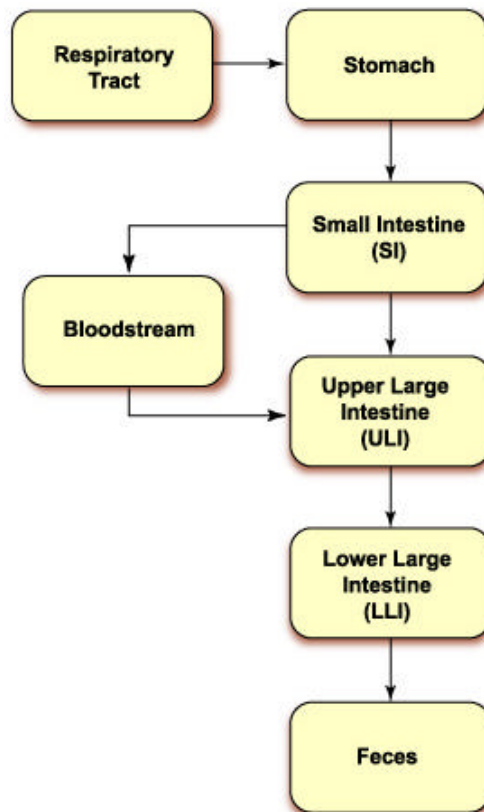 Respiratory
Tract
Stomach
Small Intestine
(SI)
Bloodstream
Upper Large
Intestine
(ULI)
Lower Large
Intestine
(LLI)
Feces